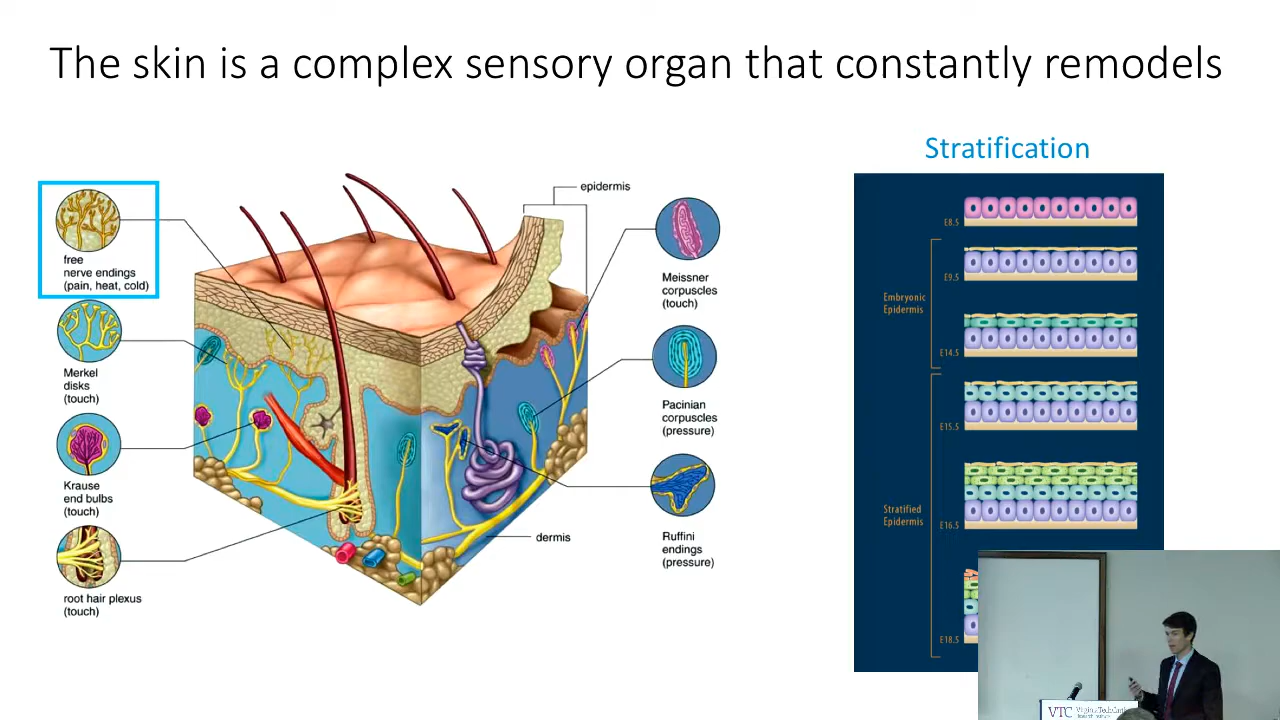 The skin is a complex sensory organ that constantly remodels
free
nerve endings
(pain, heat, cold)
Merkel
disks
(touch)
Krause
end bulbs
(touch)
root hair plexus
(touch)
epidermis
Meissner
corpuscles
(touch)
Pacinian
corpuscles
(pressure)
Ruffini
endings
(pressure)
dermis
Stratification
E8.5
E9.5
Embryonic
Epidermis
E14.5
E15.5
Stratified
Epidermis
E16.5
E18.5
VTC